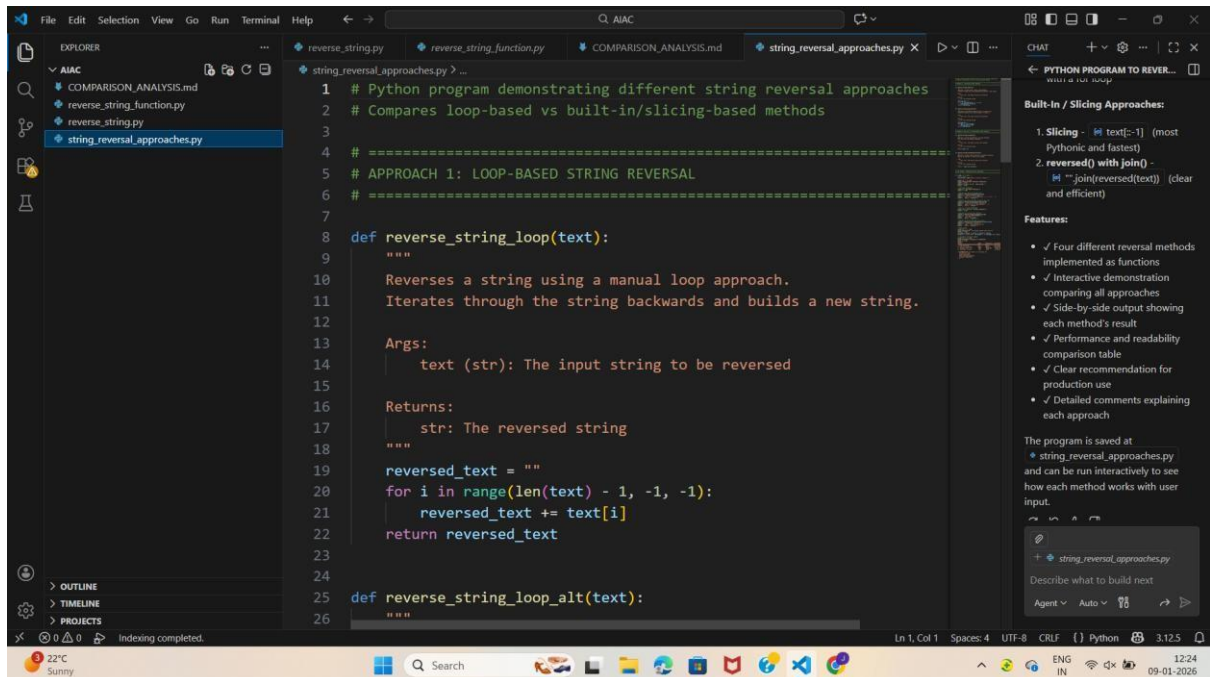 File Edit Selection View Go Run Terminal Help
AIAC
EXPLORER
AIAC
COMPARISON_ANALYSIS.md
reverse_string_function.py
reverse_string.py
string_reversal_approaches.py
OUTLINE
TIMELINE
PROJECTS
reverse_string.py reverse_string_function.py COMPARISON_ANALYSIS.md string_reversal_approaches.py
string_reversal_approaches.py > ...
1 # Python program demonstrating different string reversal approaches
2 # Compares loop-based vs built-in/slicing-based methods
3
4 # ====================================================================
5 # APPROACH 1: LOOP-BASED STRING REVERSAL
6 # ====================================================================
7
8 def reverse_string_loop(text):
9 """
10 Reverses a string using a manual loop approach.
11 Iterates through the string backwards and builds a new string.
12
13 Args:
14 text (str): The input string to be reversed
15
16 Returns:
17 str: The reversed string
18 """
19 reversed_text = ""
20 for i in range(len(text) - 1, -1, -1):
21 reversed_text += text[i]
22 return reversed_text
23
24
25 def reverse_string_loop_alt(text):
26 """
CHAT
PYTHON PROGRAM TO REVER...
with a for loop
Built-In / Slicing Approaches:
1. Slicing - text[::-1] (most
Pythonic and fastest)
2. reversed() with join() -
"".join(reversed(text)) (clear
and efficient)
Features:
• ✓ Four different reversal methods
implemented as functions
• ✓ Interactive demonstration
comparing all approaches
• ✓ Side-by-side output showing
each method's result
• ✓ Performance and readability
comparison table
• ✓ Clear recommendation for
production use
• ✓ Detailed comments explaining
each approach
The program is saved at
string_reversal_approaches.py
and can be run interactively to see
how each method works with user
input.
+ string_reversal_approaches.py
Describe what to build next
Agent Auto
0 0 Indexing completed.
Ln 1, Col 1 Spaces: 4 UTF-8 CRLF {} Python 3.12.5
3
22°C
Sunny
Search
ENG
IN
12:24
09-01-2026